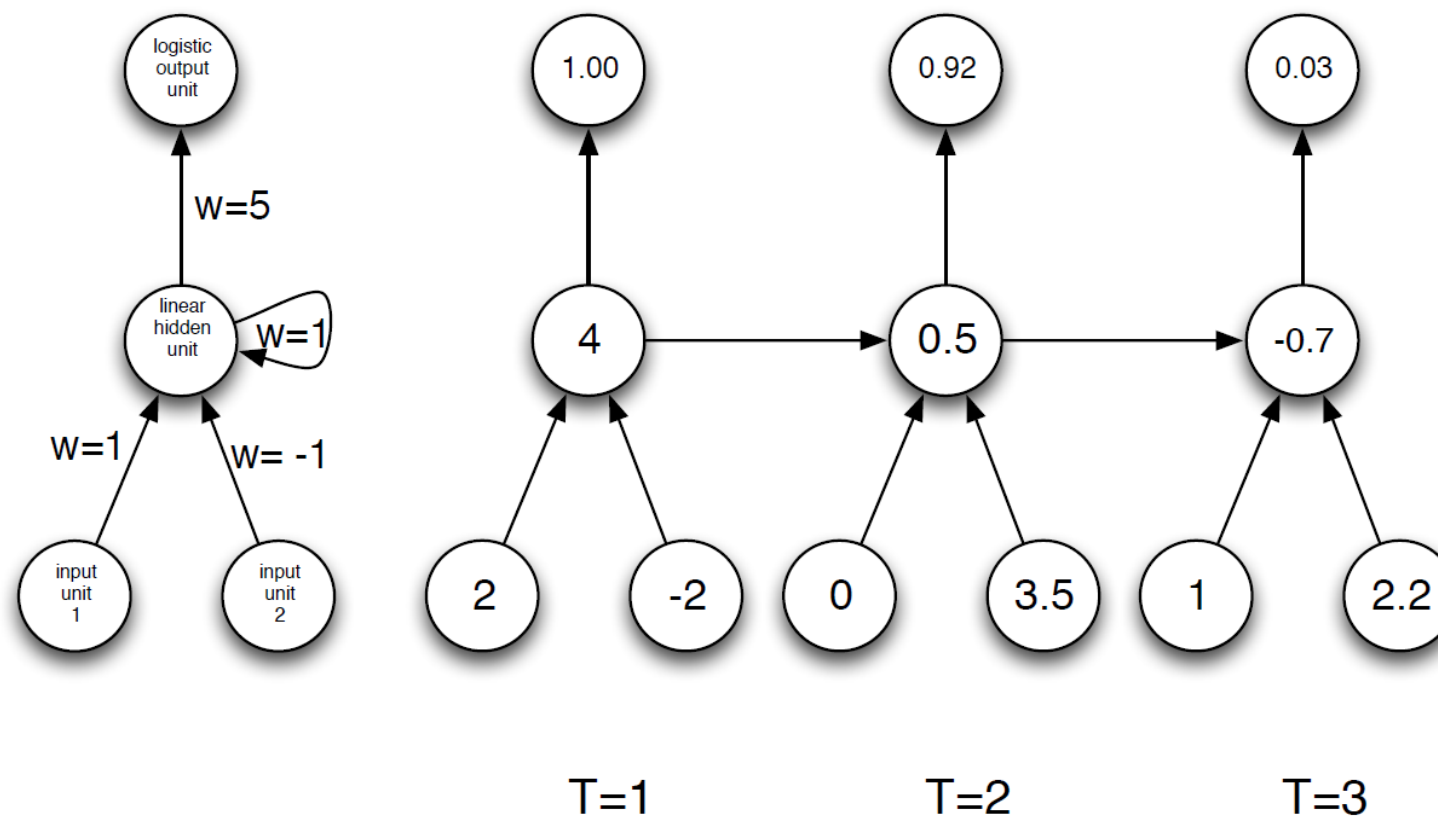 logistic
output
unit
1.00
0.92
0.03
w=5
linear
hidden
unit
w=1
4
0.5
-0.7
w=1
w= -1
input
unit
1
input
unit
2
2
-2
0
3.5
1
2.2
T=1
T=2
T=3